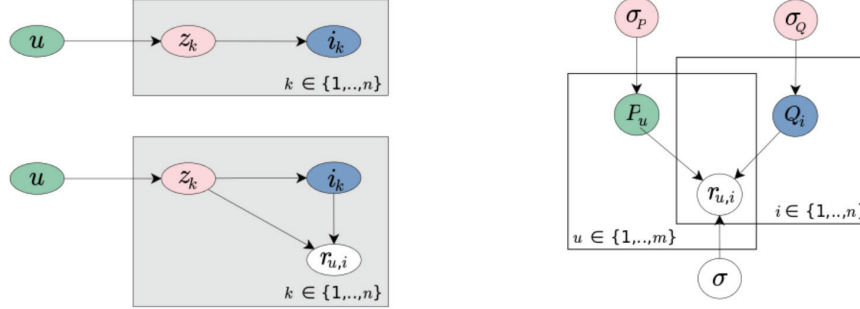 u
z_k
i_k
k ∈ {1,..,n}
u
z_k
i_k
r_{u,i}
k ∈ {1,..,n}
σ_P
σ_Q
P_u
Q_i
r_{u,i}
i ∈ {1,..,n}
u ∈ {1,..,m}
σ